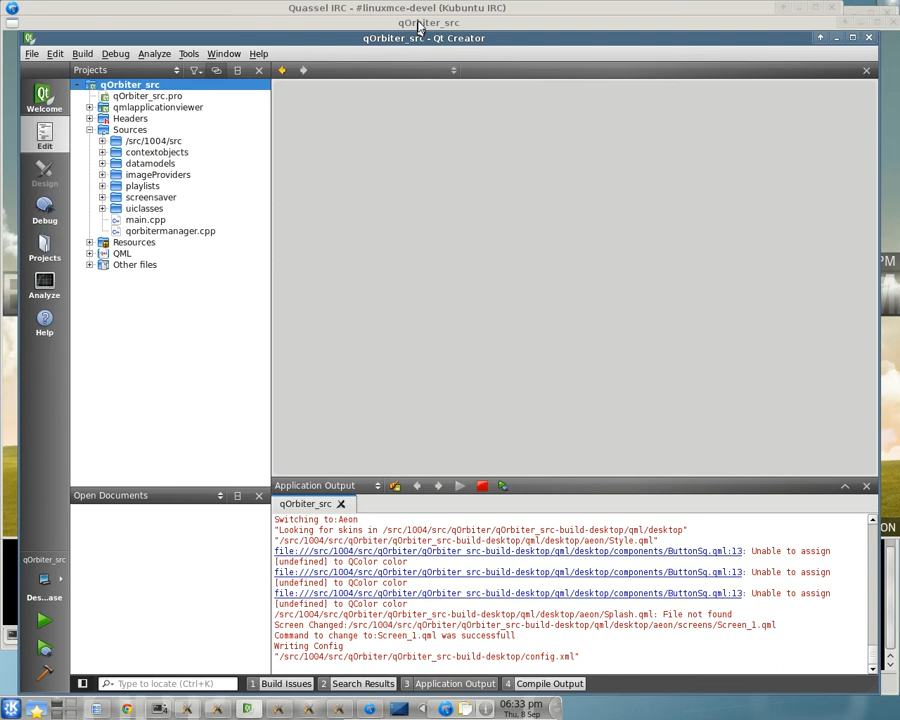 Quassel IRC - #linuxmce-devel (Kubuntu IRC)
qOrbiter_src
qOrbiter_src - Qt Creator
File Edit Build Debug Analyze Tools Window Help
Projects
Welcome
Edit
Design
Debug
Projects
Analyze
Help
qOrbiter_src
Des...ase
qOrbiter_src
qOrbiter_src.pro
qmlapplicationviewer
Headers
Sources
/src/1004/src
contextobjects
datamodels
imageProviders
playlists
screensaver
uiclasses
main.cpp
qorbitermanager.cpp
Resources
QML
Other files
Open Documents
PM
ON
Application Output
qOrbiter_src
Switching to:Aeon
"Looking for skins in /src/1004/src/qOrbiter/qOrbiter_src-build-desktop/qml/desktop"
"/src/1004/src/qOrbiter/qOrbiter_src-build-desktop/qml/desktop/aeon/Style.qml"
file:///src/1004/src/qOrbiter/qOrbiter_src-build-desktop/qml/desktop/components/ButtonSq.qml:13: Unable to assign
[undefined] to QColor color
file:///src/1004/src/qOrbiter/qOrbiter_src-build-desktop/qml/desktop/components/ButtonSq.qml:13: Unable to assign
[undefined] to QColor color
file:///src/1004/src/qOrbiter/qOrbiter_src-build-desktop/qml/desktop/components/ButtonSq.qml:13: Unable to assign
[undefined] to QColor color
/src/1004/src/qOrbiter/qOrbiter_src-build-desktop/qml/desktop/aeon/Splash.qml: File not found
Screen Changed:/src/1004/src/qOrbiter/qOrbiter_src-build-desktop/qml/desktop/aeon/screens/Screen_1.qml
Command to change to:Screen_1.qml was successfull
Writing Config
"/src/1004/src/qOrbiter/qOrbiter_src-build-desktop/config.xml"
Type to locate (Ctrl+K)
1 Build Issues 2 Search Results 3 Application Output 4 Compile Output
06:33 pm
Thu, 8 Sep